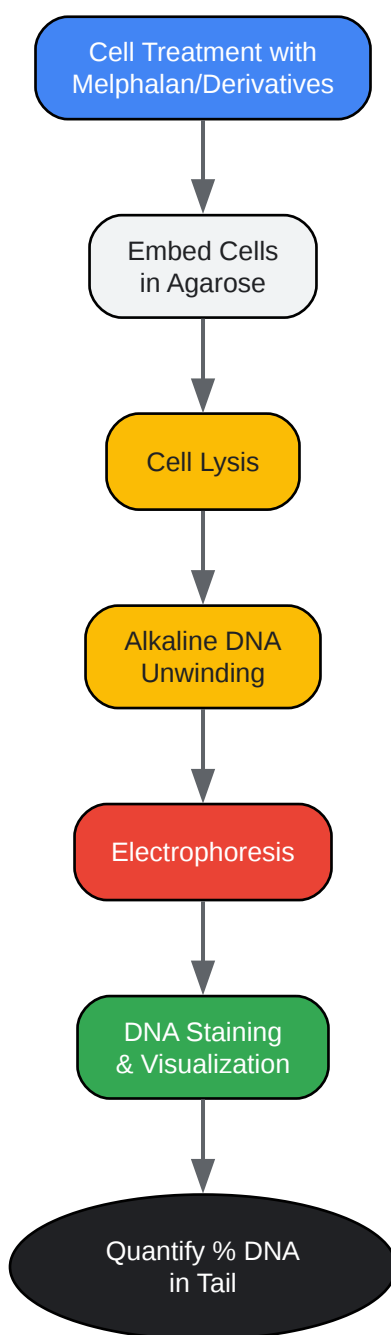 Cell Treatment with
Melphalan/Derivatives
Embed Cells
in Agarose
Cell Lysis
Alkaline DNA
Unwinding
Electrophoresis
DNA Staining
& Visualization
Quantify % DNA
in Tail